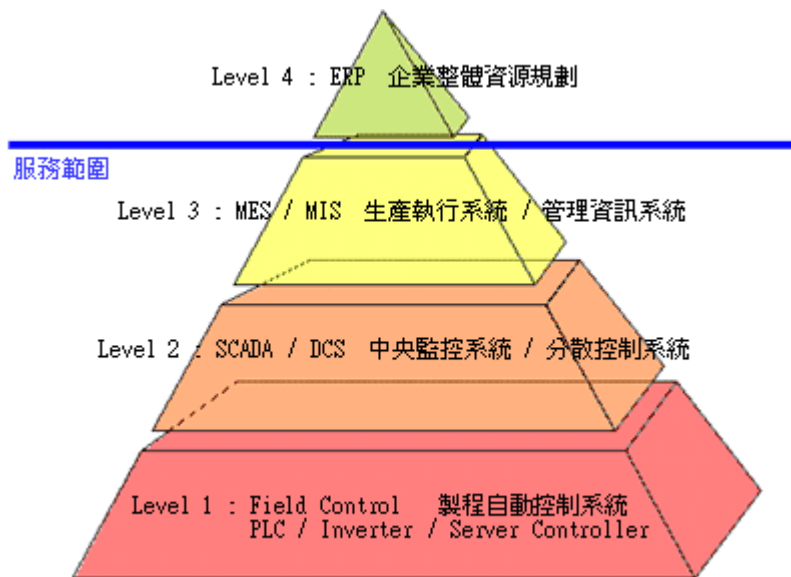 Level 4 : ERP 企業整體資源規劃
服務範圍
Level 3 : MES / MIS 生產執行系統 / 管理資訊系統
Level 2 : SCADA / DCS 中央監控系統 / 分散控制系統
Level 1 : Field Control 製程自動控制系統
PLC / Inverter / Server Controller